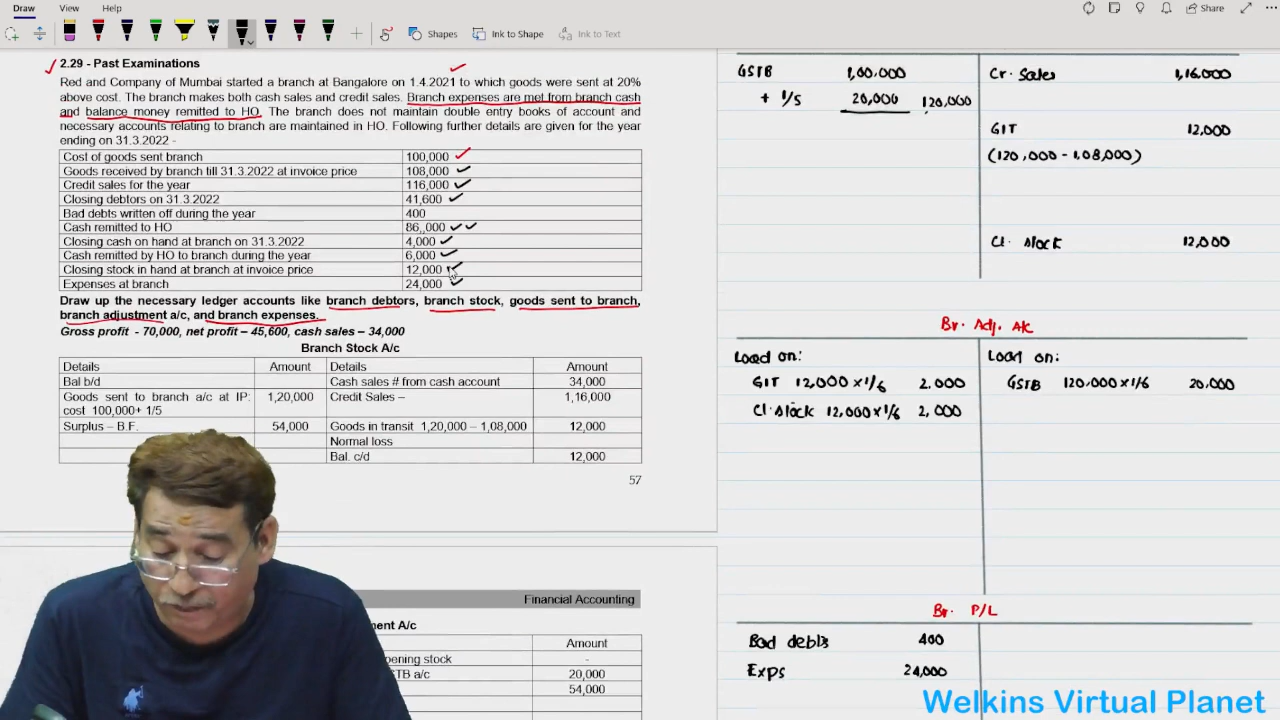 Draw View Help
Share
Shapes Ink to Shape Ink to Text
2.29 - Past Examinations
Red and Company of Mumbai started a branch at Bangalore on 1.4.2021 to which goods were sent at 20%
above cost. The branch makes both cash sales and credit sales. Branch expenses are met from branch cash
and balance money remitted to HO. The branch does not maintain double entry books of account and
necessary accounts relating to branch are maintained in HO. Following further details are given for the year
ending on 31.3.2022 -
Cost of goods sent branch 100,000
Goods received by branch till 31.3.2022 at invoice price 108,000
Credit sales for the year 116,000
Closing debtors on 31.3.2022 41,600
Bad debts written off during the year 400
Cash remitted to HO 86,,000
Closing cash on hand at branch on 31.3.2022 4,000
Cash remitted by HO to branch during the year 6,000
Closing stock in hand at branch at invoice price 12,000
Expenses at branch 24,000
Draw up the necessary ledger accounts like branch debtors, branch stock, goods sent to branch,
branch adjustment a/c, and branch expenses.
Gross profit - 70,000, net profit – 45,600, cash sales – 34,000
Branch Stock A/c
Details Amount Details Amount
Bal b/d Cash sales # from cash account 34,000
Goods sent to branch a/c at IP: 1,20,000 Credit Sales – 1,16,000
cost 100,000+ 1/5
Surplus – B.F. 54,000 Goods in transit 1,20,000 – 1,08,000 12,000
Normal loss
Bal. c/d 12,000
57
Financial Accounting
ment A/c
Amount
pening stock -
STB a/c 20,000
54,000
GSTB 1,00,000 Cr. Sales 1,16,000
+ 1/5 20,000 120,000
GIT 12,000
(120,000 - 1,08,000)
Cl. Stock 12,000
Br. Adj. A/c
Load on: Load on:
GIT 12,000 × 1/6 2,000 GSTB 120,000 × 1/6 20,000
Cl. Stock 12,000 × 1/6 2,000
Br. P/L
Bad debts 400
Exps 24,000
Welkins Virtual Planet